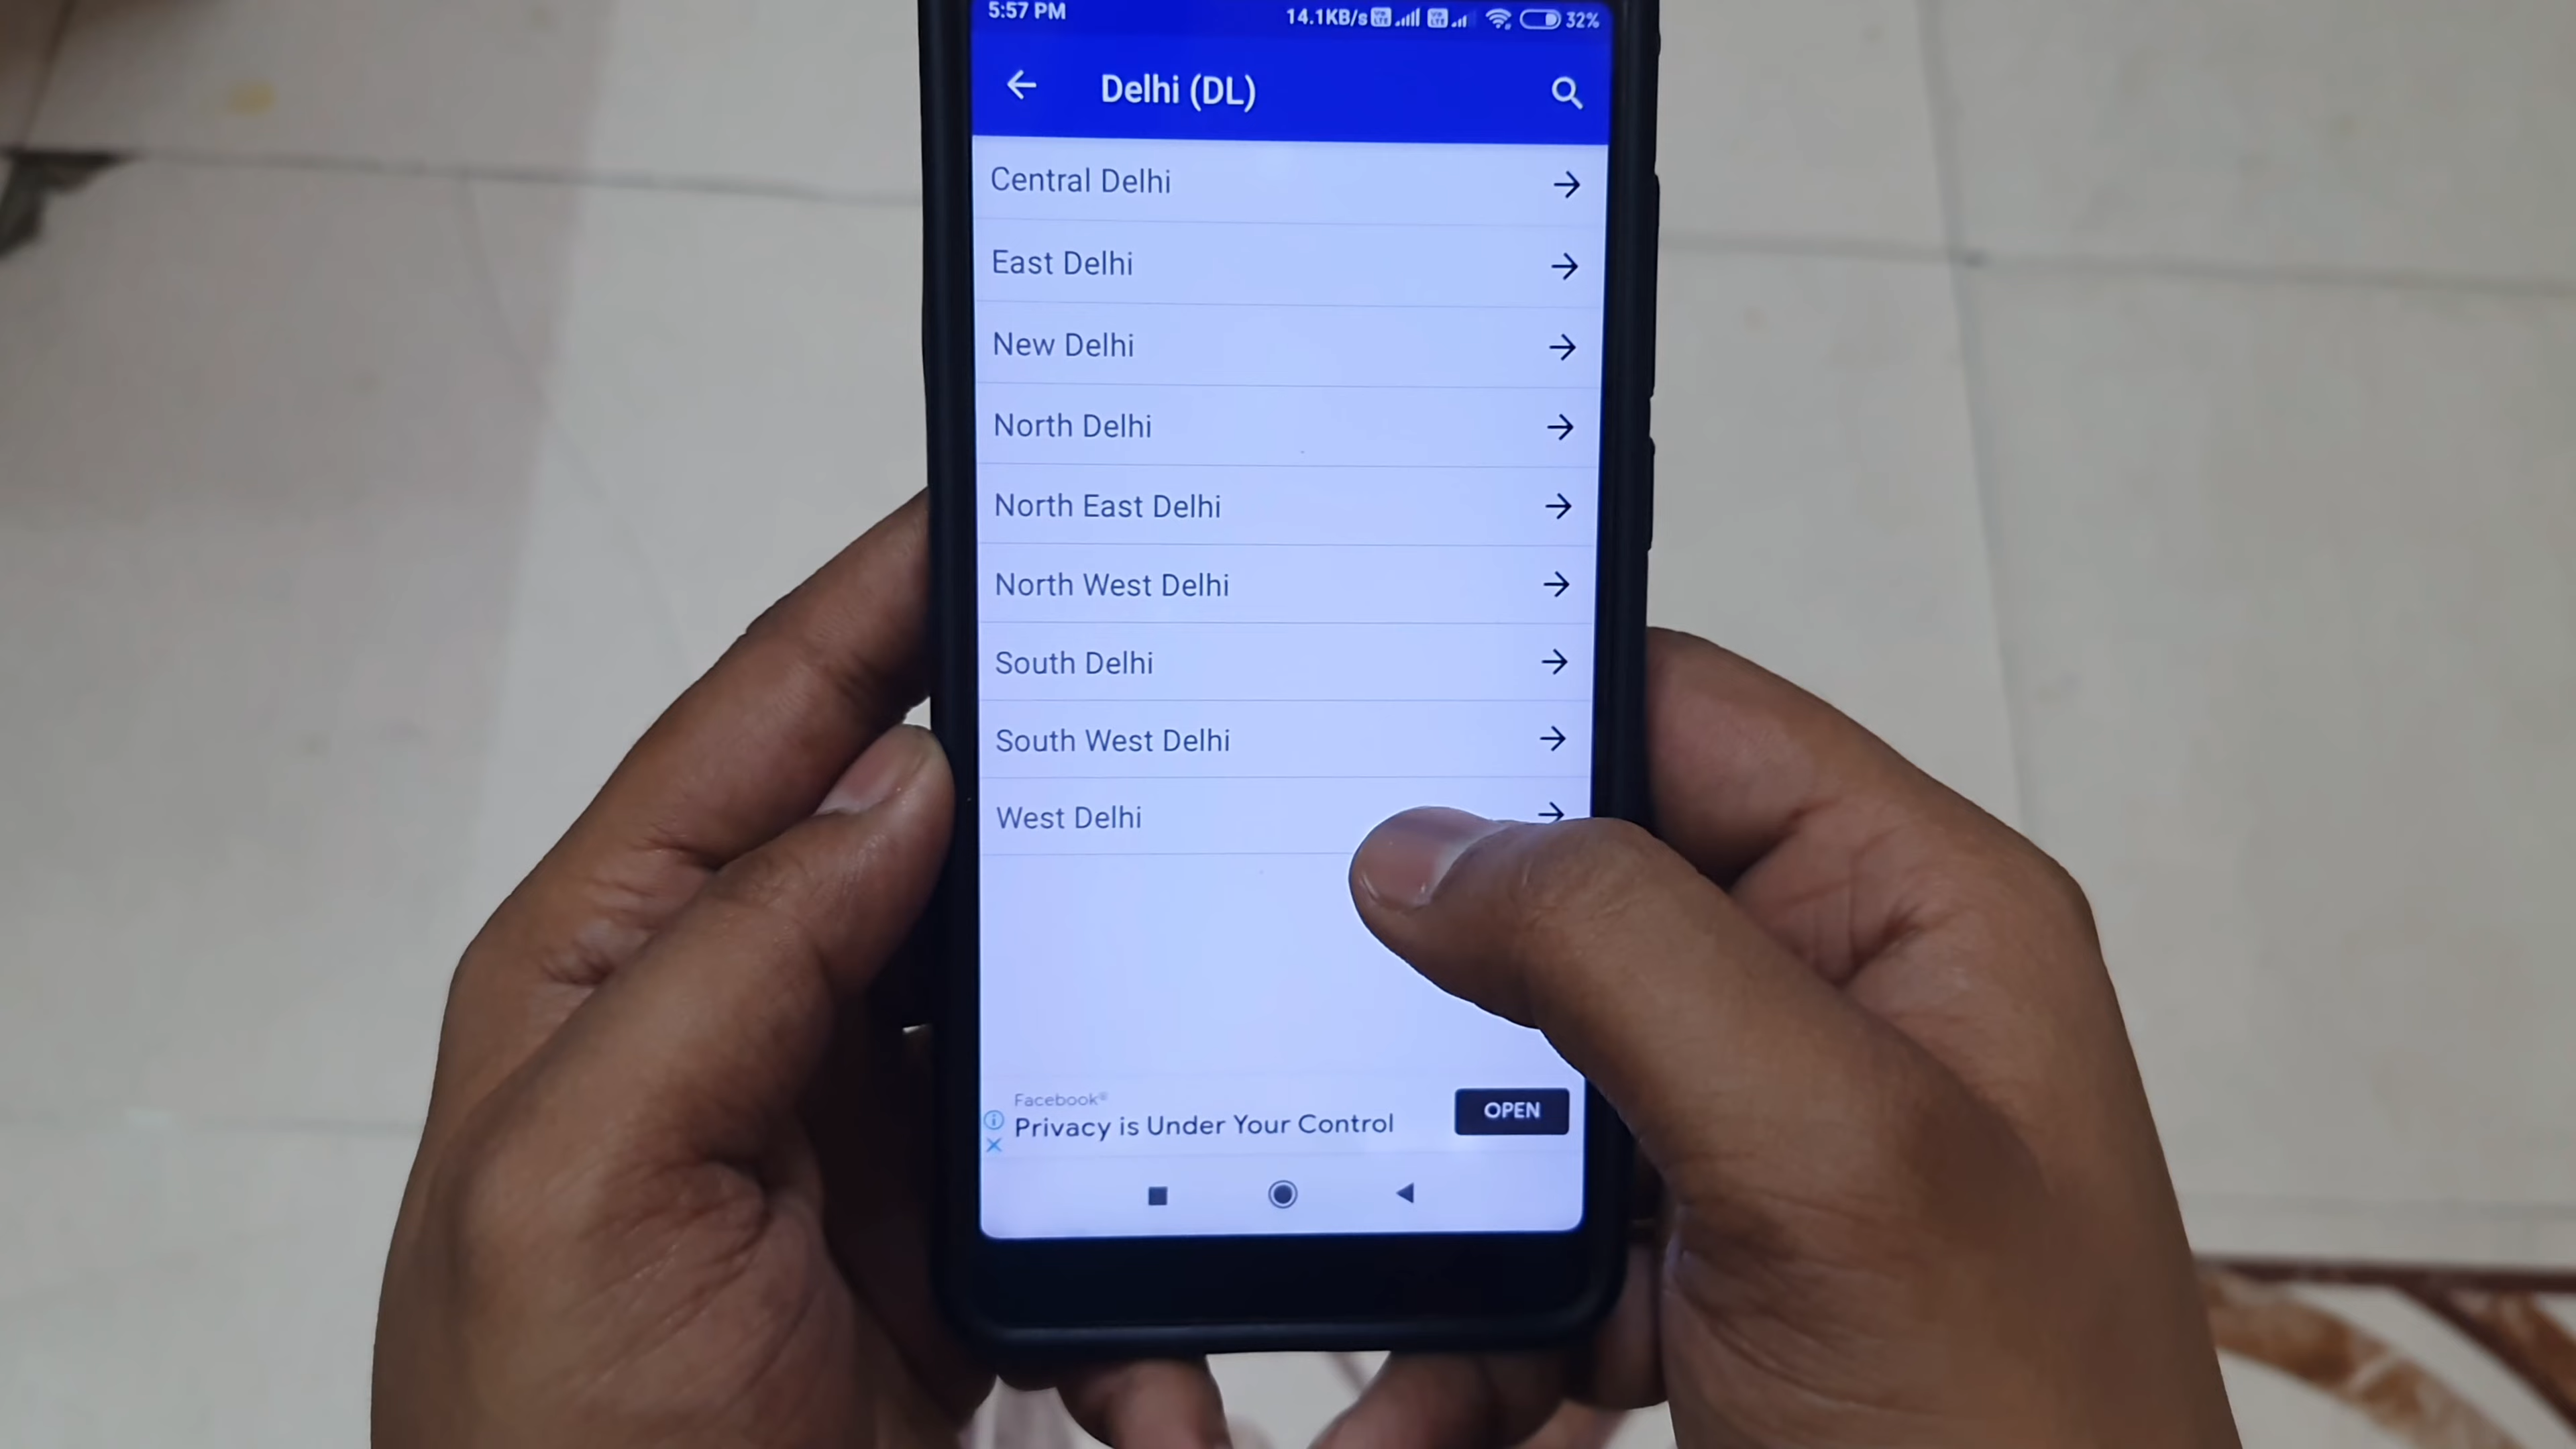 5:57 PM 14.1KB/s 32%
Delhi (DL)
Central Delhi
East Delhi
New Delhi
North Delhi
North East Delhi
North West Delhi
South Delhi
South West Delhi
West Delhi
Facebook®
Privacy is Under Your Control
OPEN